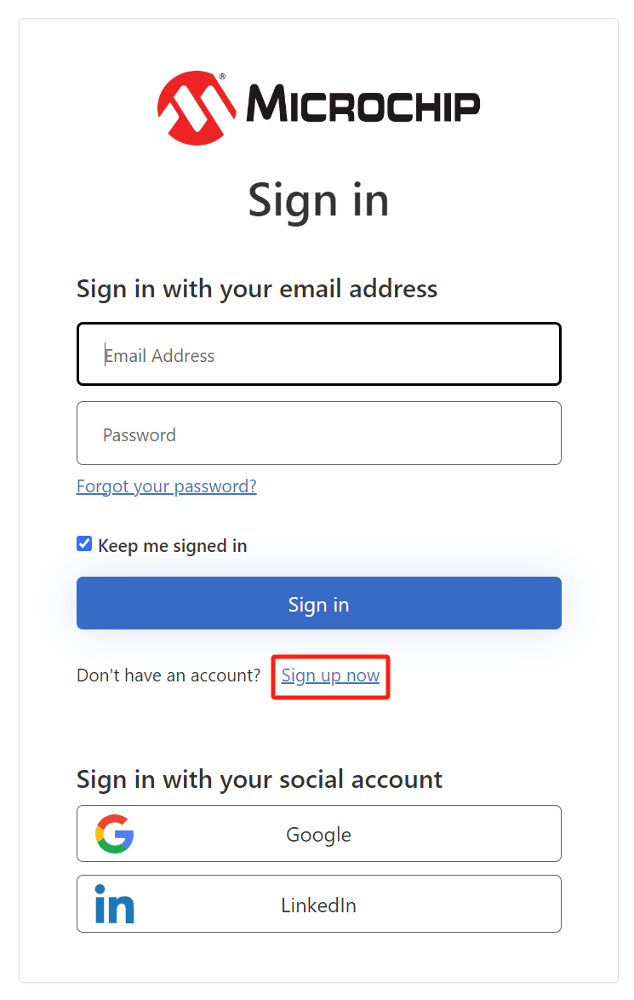 MICROCHIP®
Sign in
Sign in with your email address
Email Address
Password
Forgot your password?
Keep me signed in
Sign in
Don't have an account? Sign up now
Sign in with your social account
Google
LinkedIn